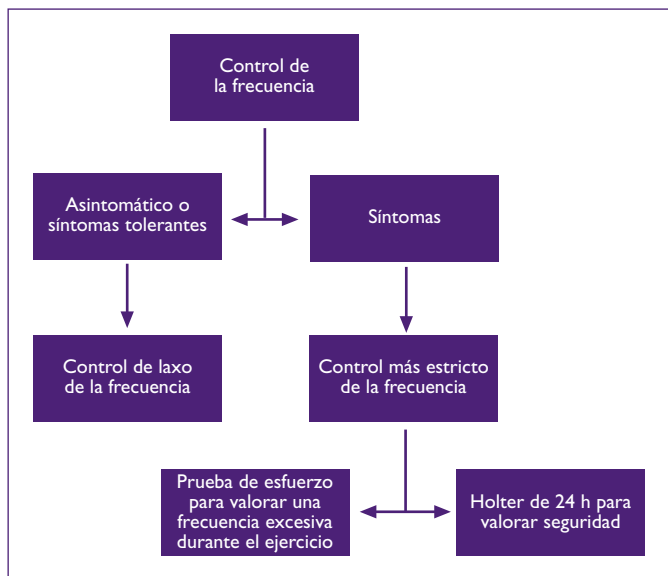 Control de
la frecuencia
Asintomático o
síntomas tolerantes
Síntomas
Control de laxo
de la frecuencia
Control más estricto
de la frecuencia
Prueba de esfuerzo
para valorar una
frecuencia excesiva
durante el ejercicio
Holter de 24 h para
valorar seguridad